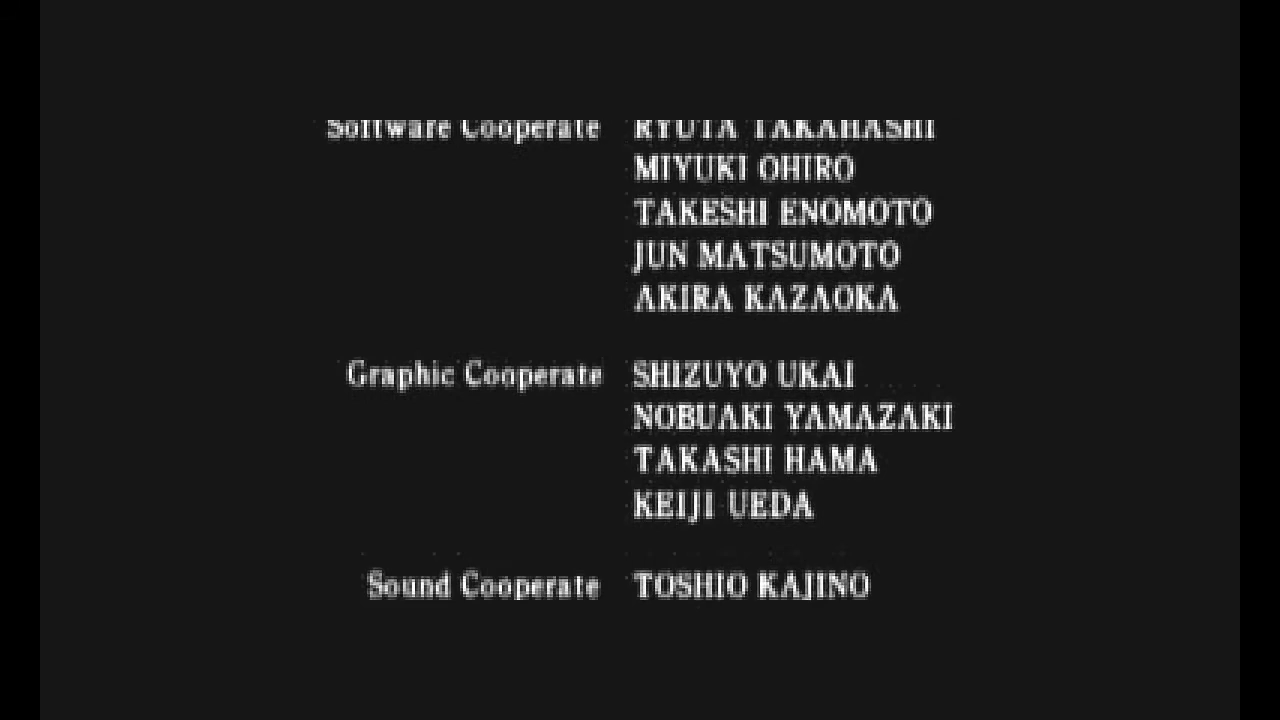 Software Cooperate RYUTA TAKAHASHI
MIYUKI OHIRO
TAKESHI ENOMOTO
JUN MATSUMOTO
AKIRA KAZAOKA
Graphic Cooperate SHIZUYO UKAI
NOBUAKI YAMAZAKI
TAKASHI HAMA
KEIJI UEDA
Sound Cooperate TOSHIO KAJINO